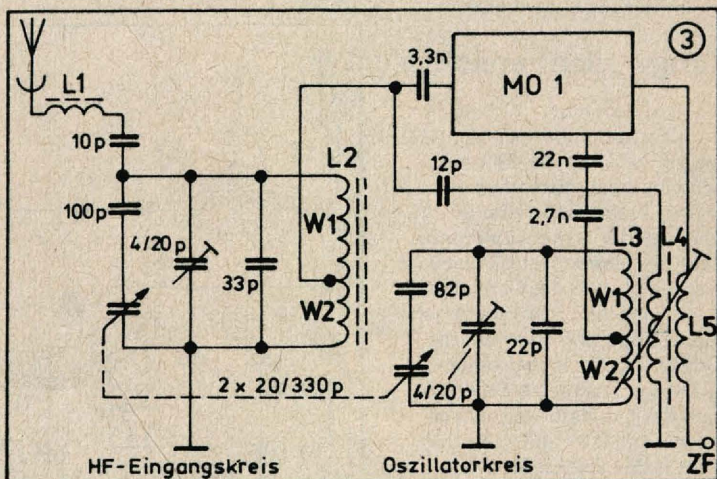 3
L1
10p
100p
4/20p
33p
L2
W1
W2
3,3n
MO 1
22n
12p
2,7n
L3
L4
82p
W1
22p
W2
L5
4/20p
2 x 20/330p
ZF
HF-Eingangskreis
Oszillatorkreis